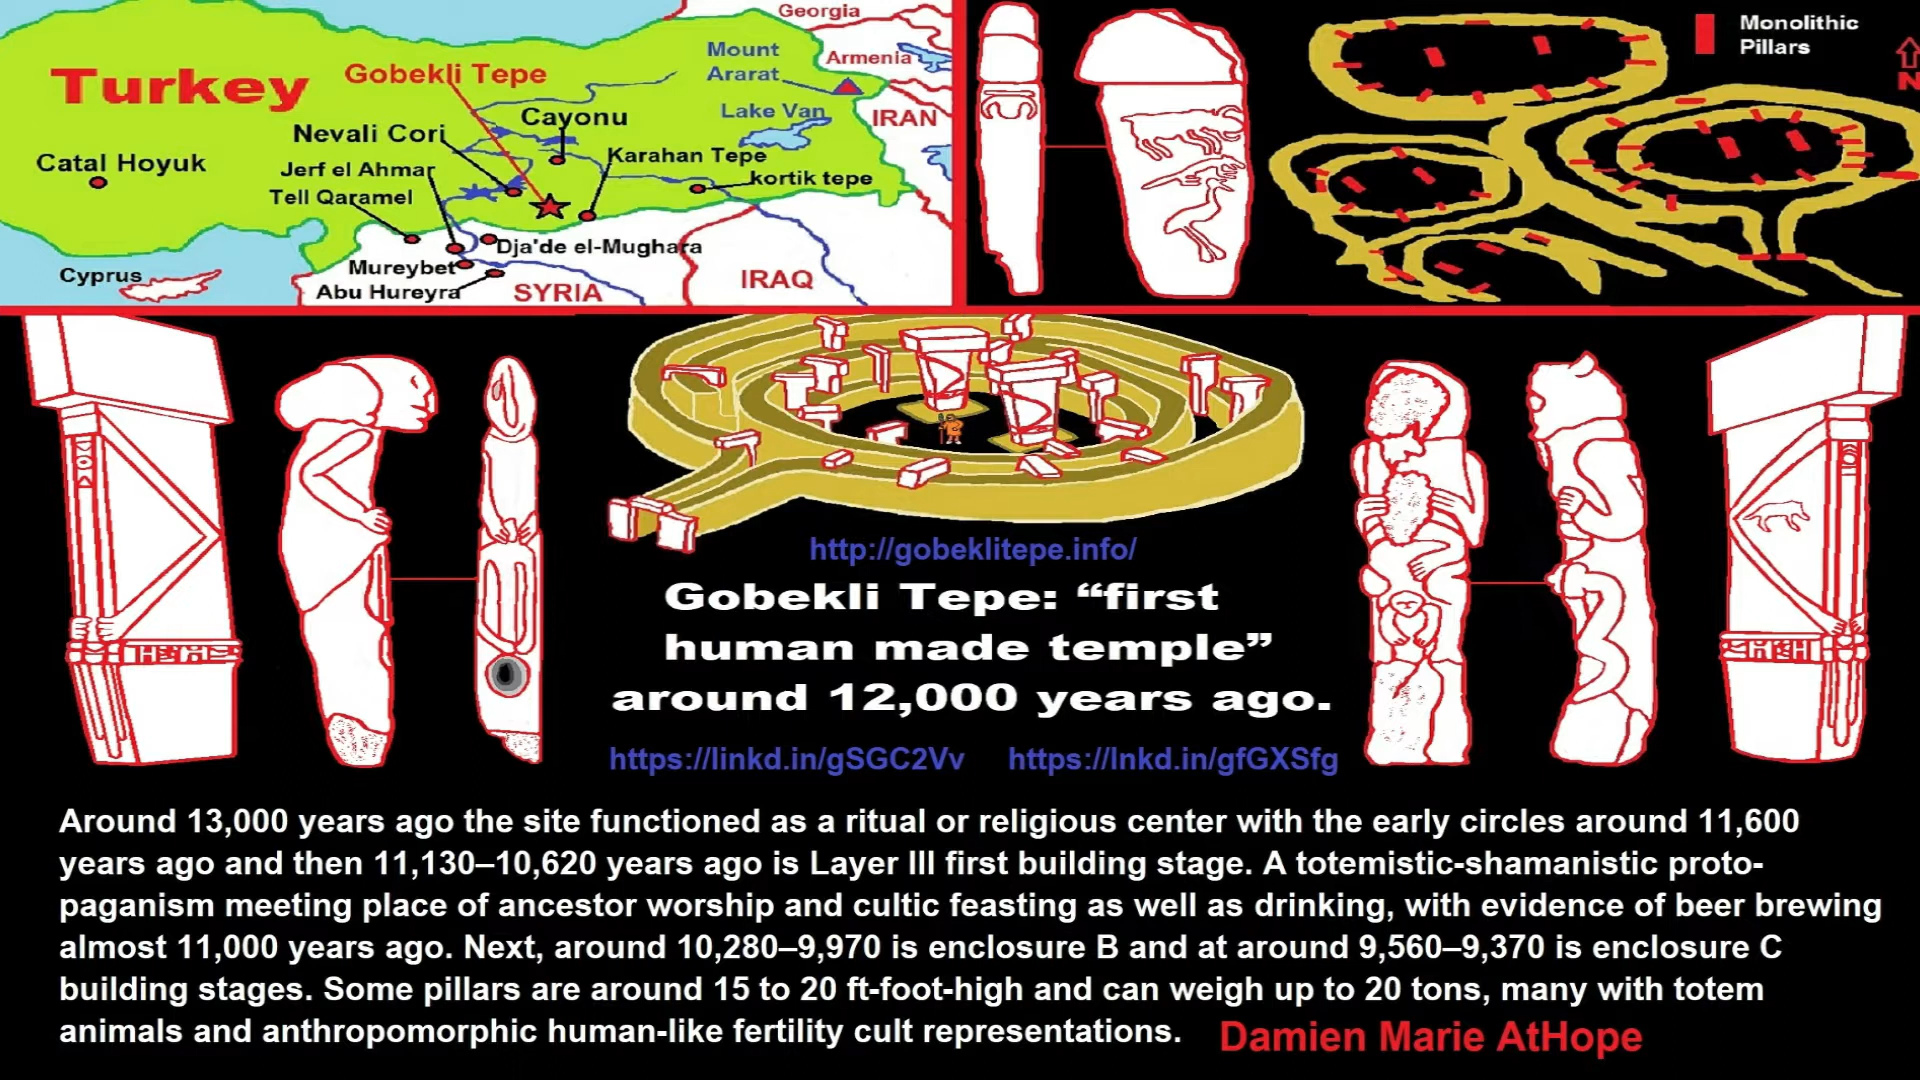 Georgia
Turkey
Gobekli Tepe
Mount
Ararat
Armenia
Lake Van
IRAN
Cayonu
Nevali Cori
Catal Hoyuk
Jerf el Ahmar
Karahan Tepe
Tell Qaramel
kortik tepe
Dja'de el-Mughara
Mureybet
Cyprus
Abu Hureyra
SYRIA
IRAQ
Monolithic
Pillars
N
http://gobeklitepe.info/
Gobekli Tepe: “first
human made temple”
around 12,000 years ago.
https://linkd.in/gSGC2Vv https://lnkd.in/gfGXSfg
Around 13,000 years ago the site functioned as a ritual or religious center with the early circles around 11,600
years ago and then 11,130–10,620 years ago is Layer III first building stage. A totemistic-shamanistic proto-
paganism meeting place of ancestor worship and cultic feasting as well as drinking, with evidence of beer brewing
almost 11,000 years ago. Next, around 10,280–9,970 is enclosure B and at around 9,560–9,370 is enclosure C
building stages. Some pillars are around 15 to 20 ft-foot-high and can weigh up to 20 tons, many with totem
animals and anthropomorphic human-like fertility cult representations. Damien Marie AtHope